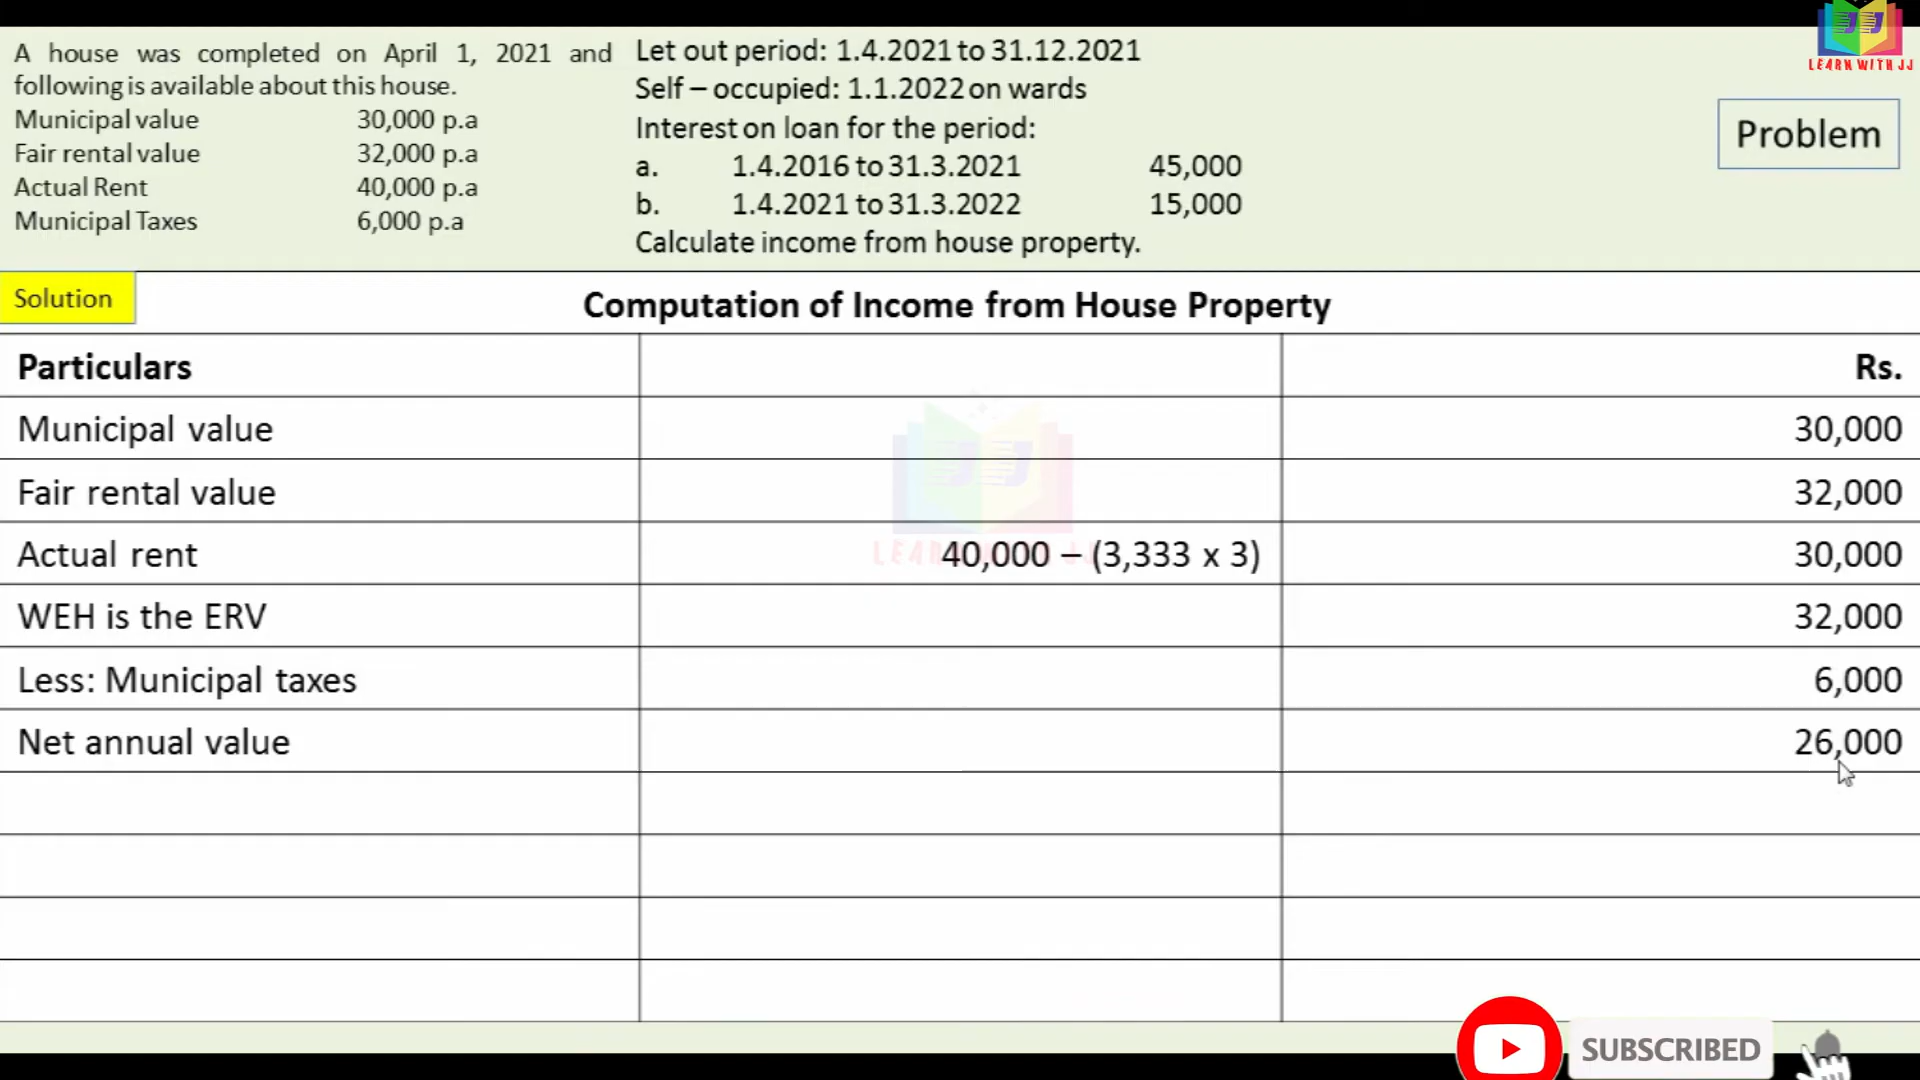 A house was completed on April 1, 2021 and
following is available about this house.
Municipal value 30,000 p.a
Fair rental value 32,000 p.a
Actual Rent 40,000 p.a
Municipal Taxes 6,000 p.a
Let out period: 1.4.2021 to 31.12.2021
Self – occupied: 1.1.2022 on wards
Interest on loan for the period:
a. 1.4.2016 to 31.3.2021 45,000
b. 1.4.2021 to 31.3.2022 15,000
Calculate income from house property.
LEARN WITH JJ
Problem
Solution
Computation of Income from House Property
Particulars Rs.
Municipal value 30,000
Fair rental value 32,000
Actual rent 40,000 – (3,333 x 3) 30,000
LEARN WITH JJ
WEH is the ERV 32,000
Less: Municipal taxes 6,000
Net annual value 26,000
SUBSCRIBED